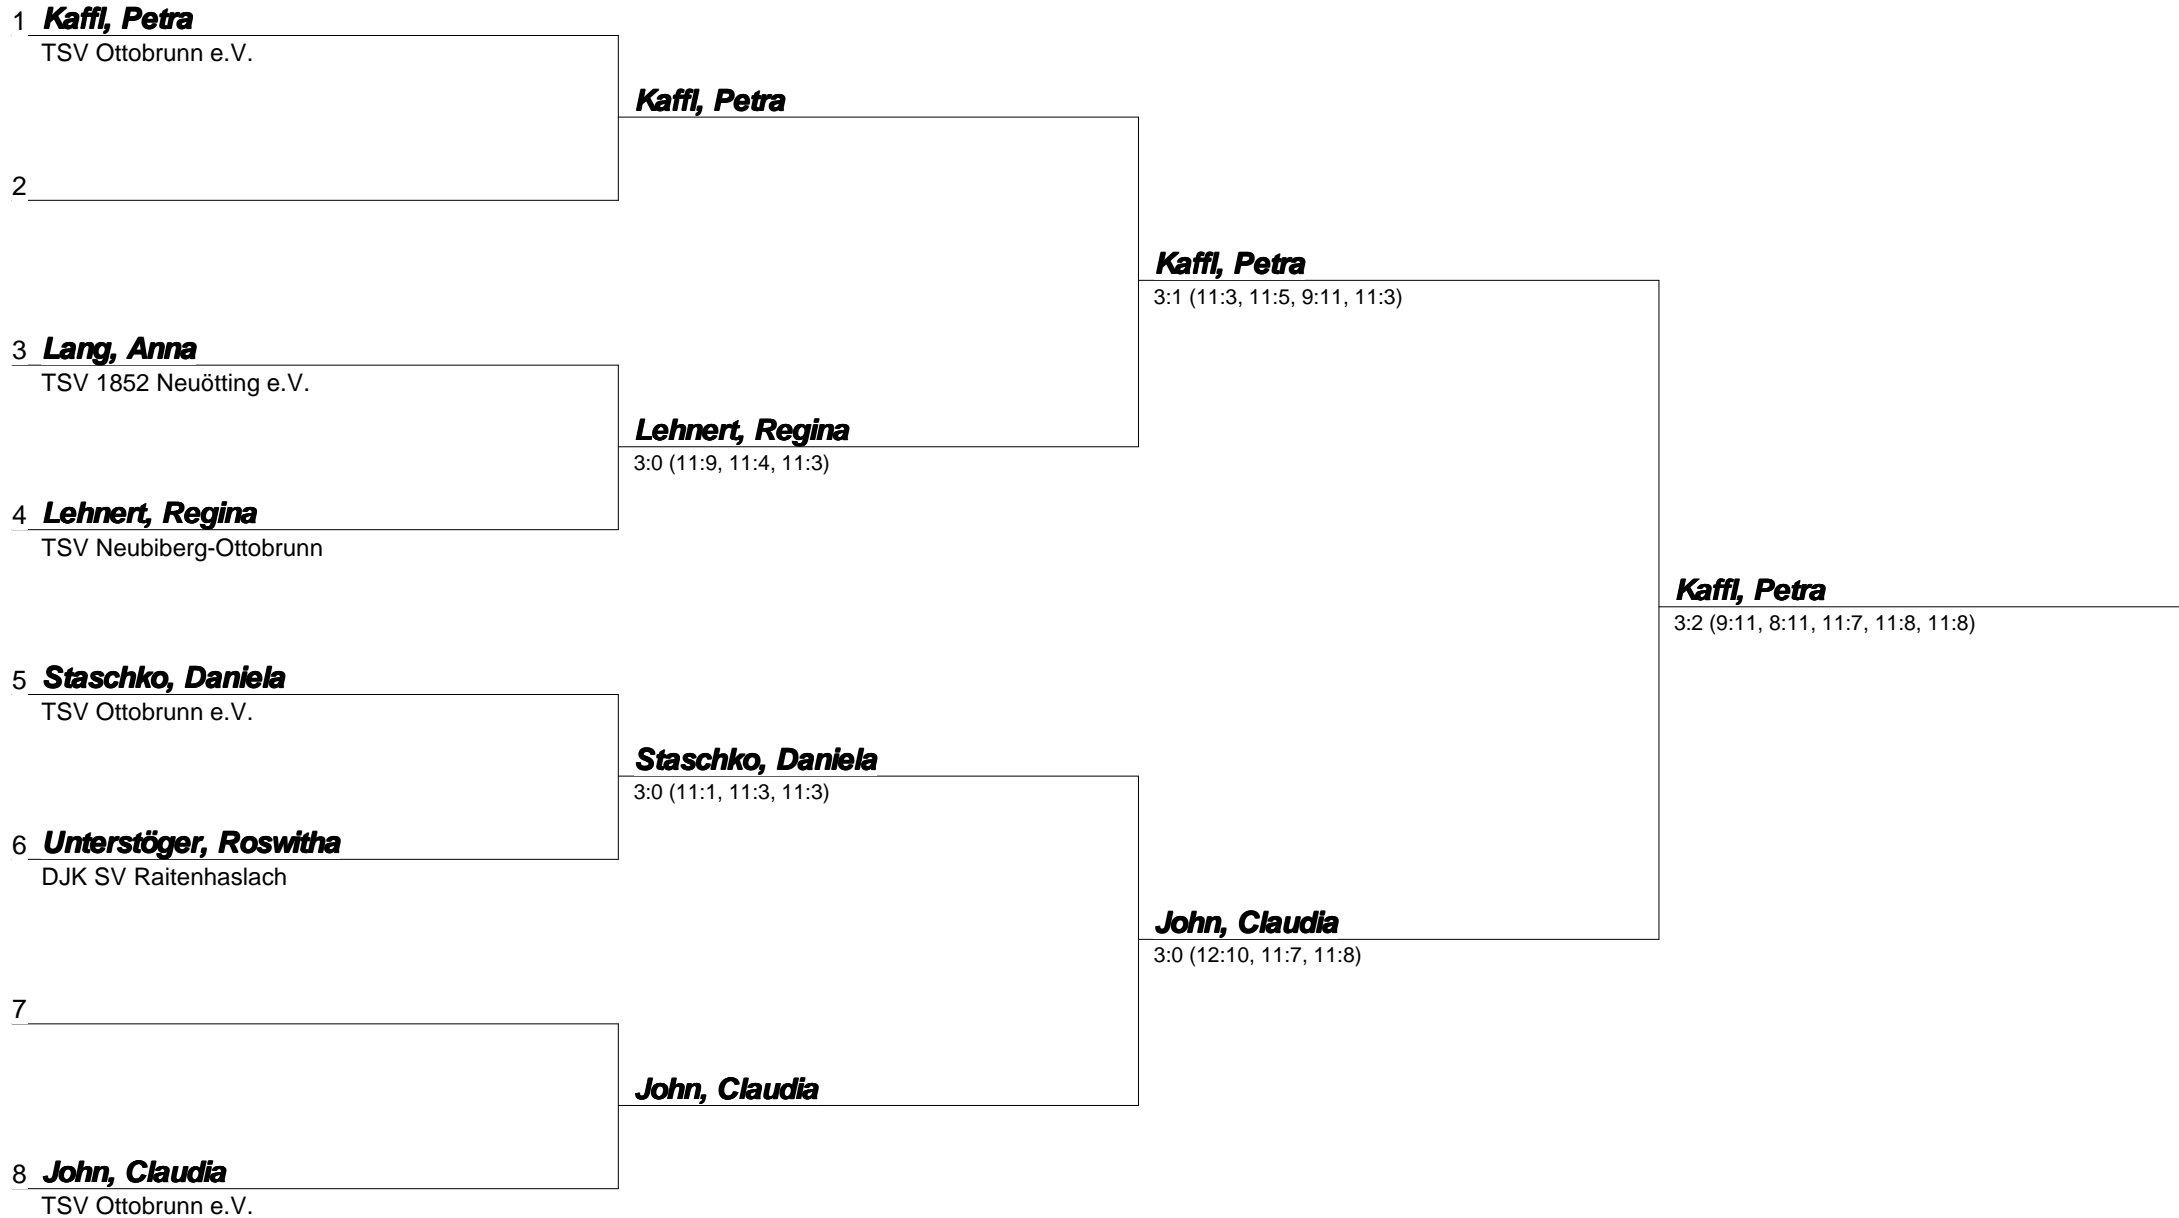 1 Kaffl, Petra
TSV Ottobrunn e.V.
Kaffl, Petra
2
Kaffl, Petra
3:1 (11:3, 11:5, 9:11, 11:3)
3 Lang, Anna
TSV 1852 Neuötting e.V.
Lehnert, Regina
3:0 (11:9, 11:4, 11:3)
4 Lehnert, Regina
TSV Neubiberg-Ottobrunn
Kaffl, Petra
3:2 (9:11, 8:11, 11:7, 11:8, 11:8)
5 Staschko, Daniela
TSV Ottobrunn e.V.
Staschko, Daniela
3:0 (11:1, 11:3, 11:3)
6 Unterstöger, Roswitha
DJK SV Raitenhaslach
John, Claudia
3:0 (12:10, 11:7, 11:8)
7
John, Claudia
8 John, Claudia
TSV Ottobrunn e.V.